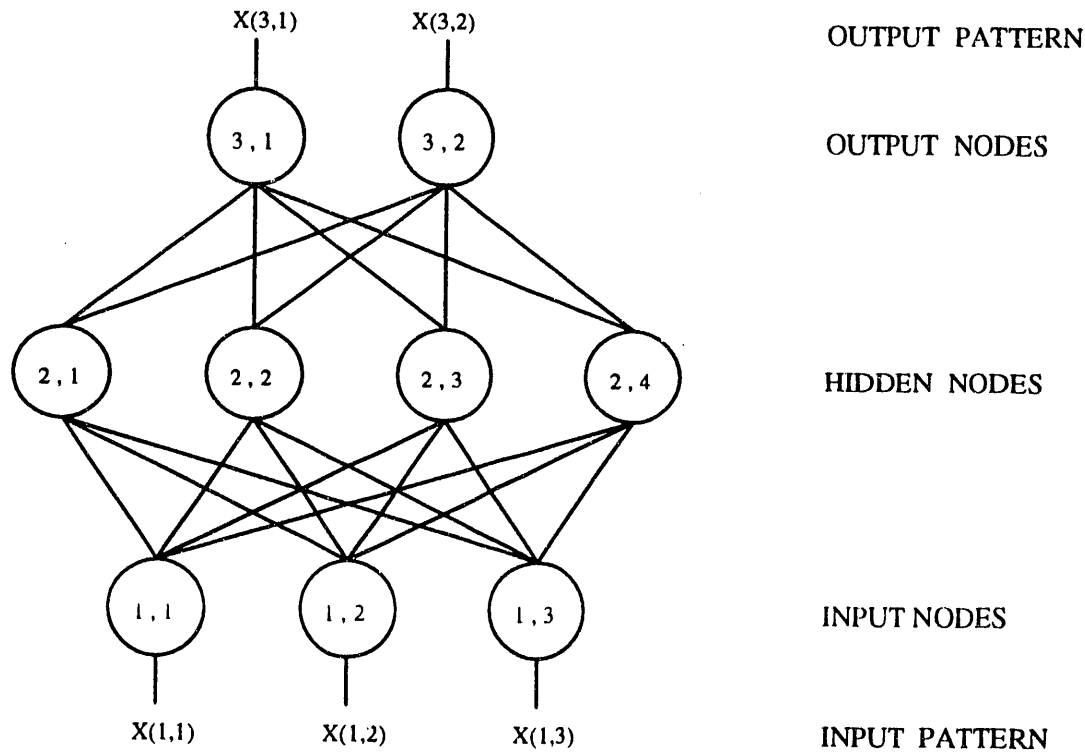 X(3,1) X(3,2) OUTPUT PATTERN
3 , 1 3 , 2 OUTPUT NODES
2 , 1 2 , 2 2 , 3 2 , 4 HIDDEN NODES
1 , 1 1 , 2 1 , 3 INPUT NODES
X(1,1) X(1,2) X(1,3) INPUT PATTERN